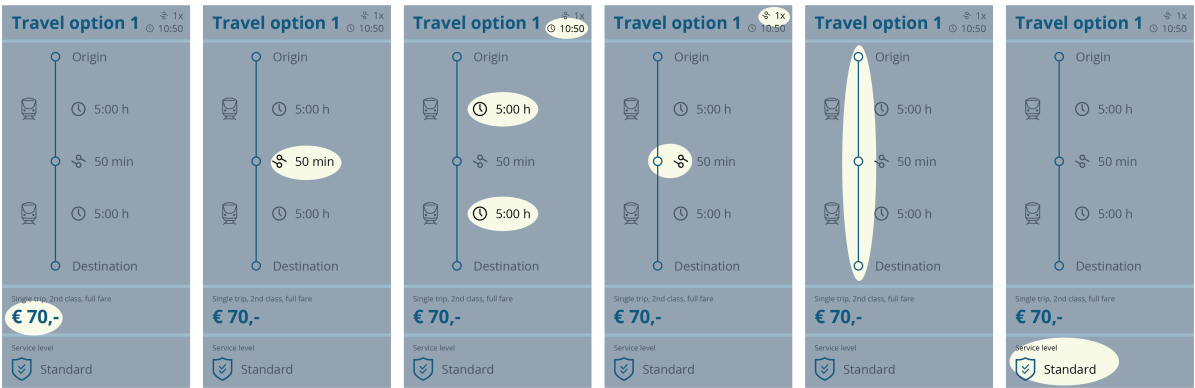 Travel option 1
1x
10:50
Origin
5:00 h
50 min
5:00 h
Destination
Single trip, 2nd class, full fare
€ 70,-
Service level
Standard
Travel option 1
1x
10:50
Origin
5:00 h
50 min
5:00 h
Destination
Single trip, 2nd class, full fare
€ 70,-
Service level
Standard
Travel option 1
1x
10:50
Origin
5:00 h
50 min
5:00 h
Destination
Single trip, 2nd class, full fare
€ 70,-
Service level
Standard
Travel option 1
1x
10:50
Origin
5:00 h
50 min
5:00 h
Destination
Single trip, 2nd class, full fare
€ 70,-
Service level
Standard
Travel option 1
1x
10:50
Origin
5:00 h
50 min
5:00 h
Destination
Single trip, 2nd class, full fare
€ 70,-
Service level
Standard
Travel option 1
1x
10:50
Origin
5:00 h
50 min
5:00 h
Destination
Single trip, 2nd class, full fare
€ 70,-
Service level
Standard